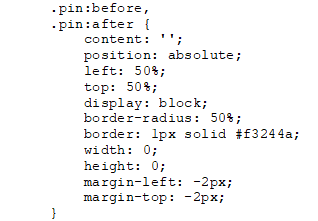 .pin:before,
.pin:after {
content: '';
position: absolute;
left: 50%;
top: 50%;
display: block;
border-radius: 50%;
border: 1px solid #f3244a;
width: 0;
height: 0;
margin-left: -2px;
margin-top: -2px;
}